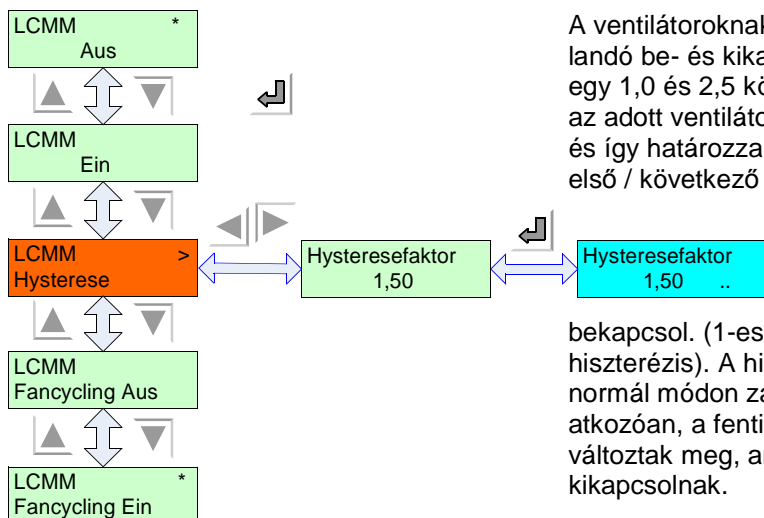 LCMM *
Aus
LCMM
Ein
LCMM >
Hysterese
LCMM
Fancycling Aus
LCMM *
Fancycling Ein
Hysteresefaktor
1,50
Hysteresefaktor
1,50 ..
A ventilátoroknak
landó be- és kika
egy 1,0 és 2,5 kö
az adott ventiláto
és így határozza
első / következő
bekapcsol. (1-es
hiszterézis). A hi
normál módon zá
atkozóan, a fenti
változtak meg, a
kikapcsolnak.